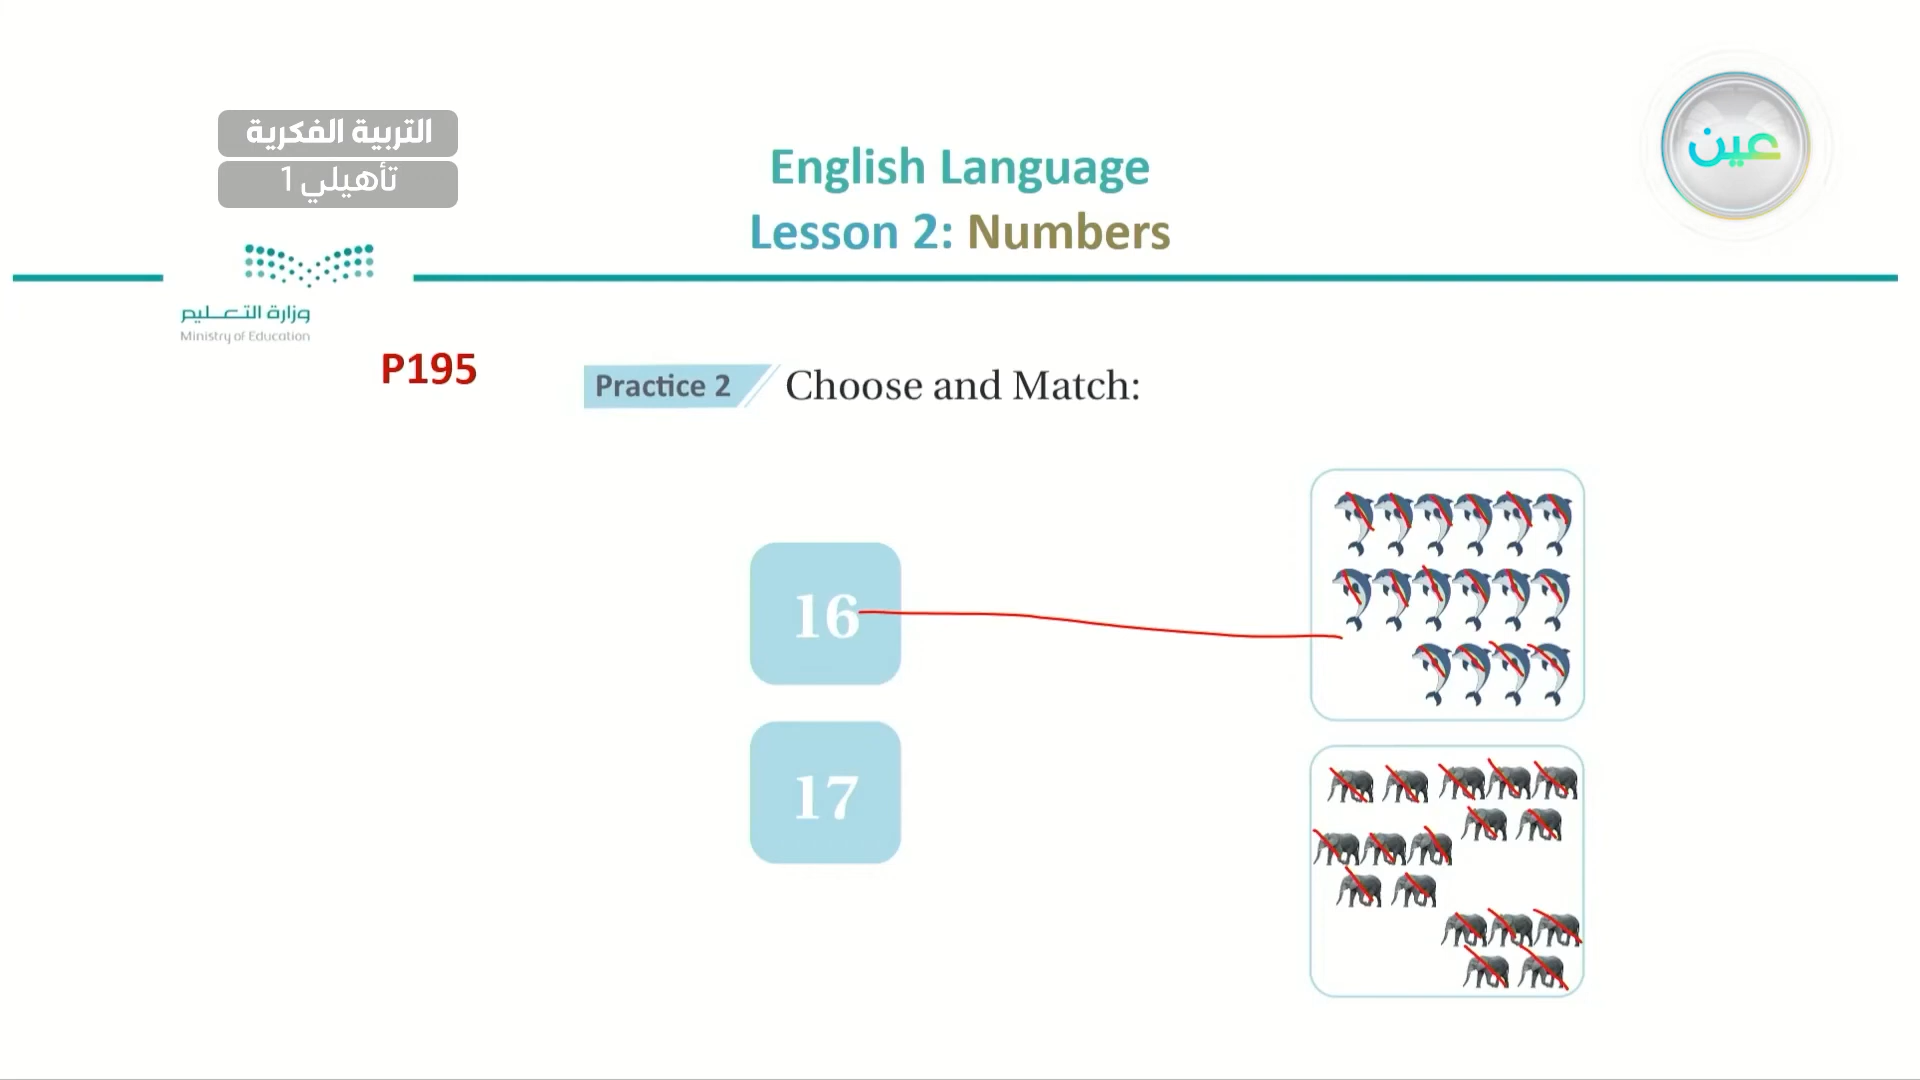 التربية الفكرية
تأهيلي 1
English Language
Lesson 2: Numbers
عين
وزارة التعليم
Ministry of Education
P195
Practice 2 Choose and Match:
16
17